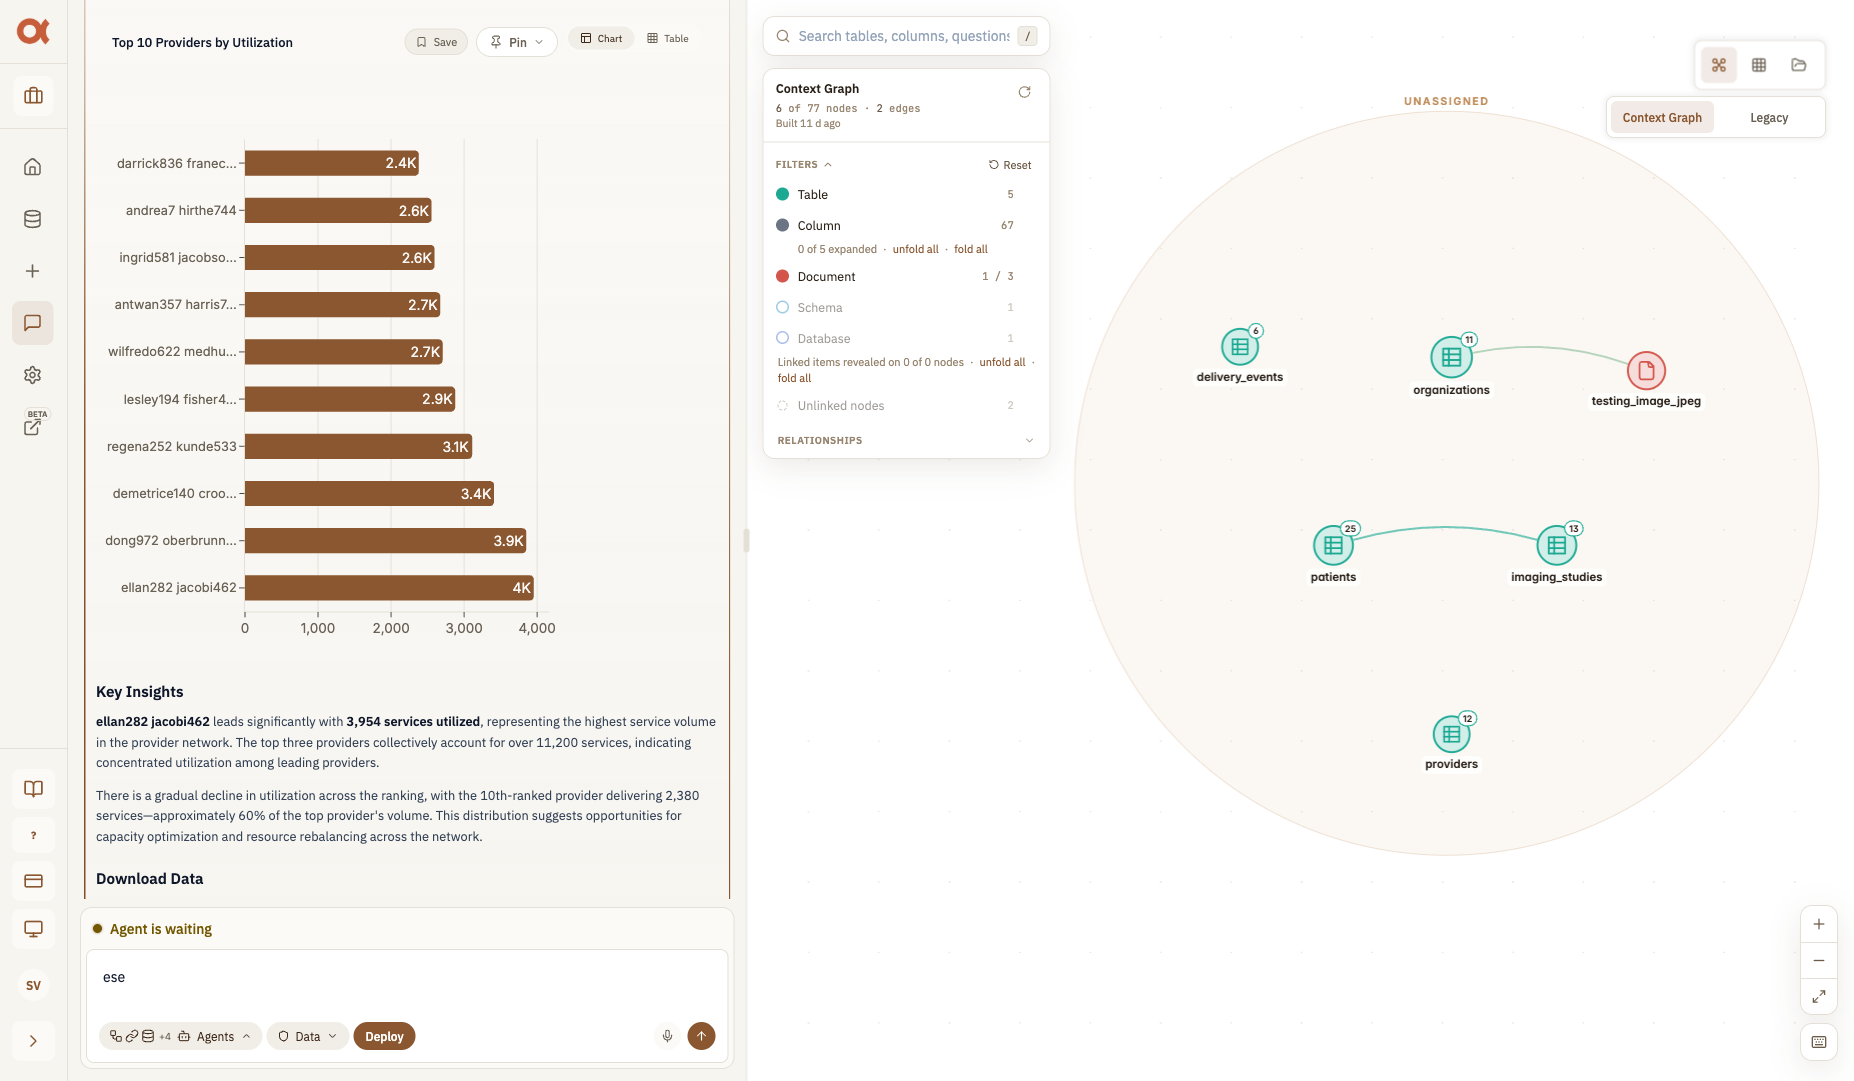 Top 10 Providers by Utilization
Save
Pin
Chart
Table
darrick836 franec...
2.4K
andrea7 hirthe744
2.6K
ingrid581 jacobso...
2.6K
antwan357 harris7...
2.7K
wilfredo622 medhu...
2.7K
lesley194 fisher4...
2.9K
regena252 kunde533
3.1K
demetrice140 croo...
3.4K
dong972 oberbrunn...
3.9K
ellan282 jacobi462
4K
0 1,000 2,000 3,000 4,000
Key Insights
ellan282 jacobi462 leads significantly with 3,954 services utilized, representing the highest service volume
in the provider network. The top three providers collectively account for over 11,200 services, indicating
concentrated utilization among leading providers.
There is a gradual decline in utilization across the ranking, with the 10th-ranked provider delivering 2,380
services—approximately 60% of the top provider's volume. This distribution suggests opportunities for
capacity optimization and resource rebalancing across the network.
Download Data
Agent is waiting
ese
+4 Agents
Data
Deploy
BETA
?
SV
Search tables, columns, questions /
Context Graph
6 of 77 nodes · 2 edges
Built 11 d ago
FILTERS
Reset
Table 5
Column 67
0 of 5 expanded · unfold all · fold all
Document 1 / 3
Schema 1
Database 1
Linked items revealed on 0 of 0 nodes · unfold all ·
fold all
Unlinked nodes 2
RELATIONSHIPS
UNASSIGNED
Context Graph
Legacy
6
delivery_events
11
organizations
testing_image_jpeg
25
patients
13
imaging_studies
12
providers